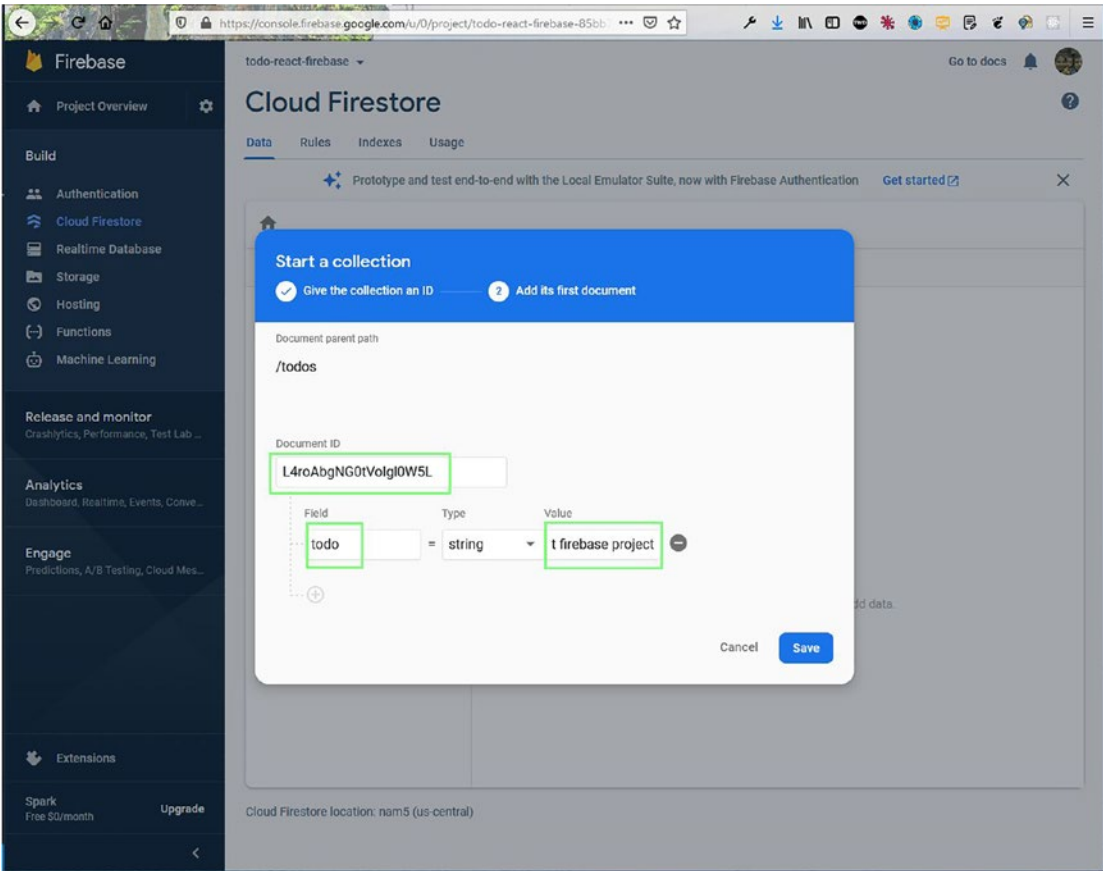 https://console.firebase.google.com/u/0/project/todo-react-firebase-85bb
Firebase
todo-react-firebase
Go to docs
Project Overview
Cloud Firestore
Data Rules Indexes Usage
Build
Prototype and test end-to-end with the Local Emulator Suite, now with Firebase Authentication Get started
Authentication
Cloud Firestore
Realtime Database
Storage
Hosting
Functions
Machine Learning
Release and monitor
Crashlytics, Performance, Test Lab ...
Analytics
Dashboard, Realtime, Events, Conve...
Engage
Predictions, A/B Testing, Cloud Mes...
Extensions
Spark
Free $0/month
Upgrade
Start a collection
Give the collection an ID 2 Add its first document
Document parent path
/todos
Document ID
L4roAbgNG0tVolgI0W5L
Field Type Value
todo = string t firebase project
dd data.
Cancel Save
Cloud Firestore location: nam5 (us-central)